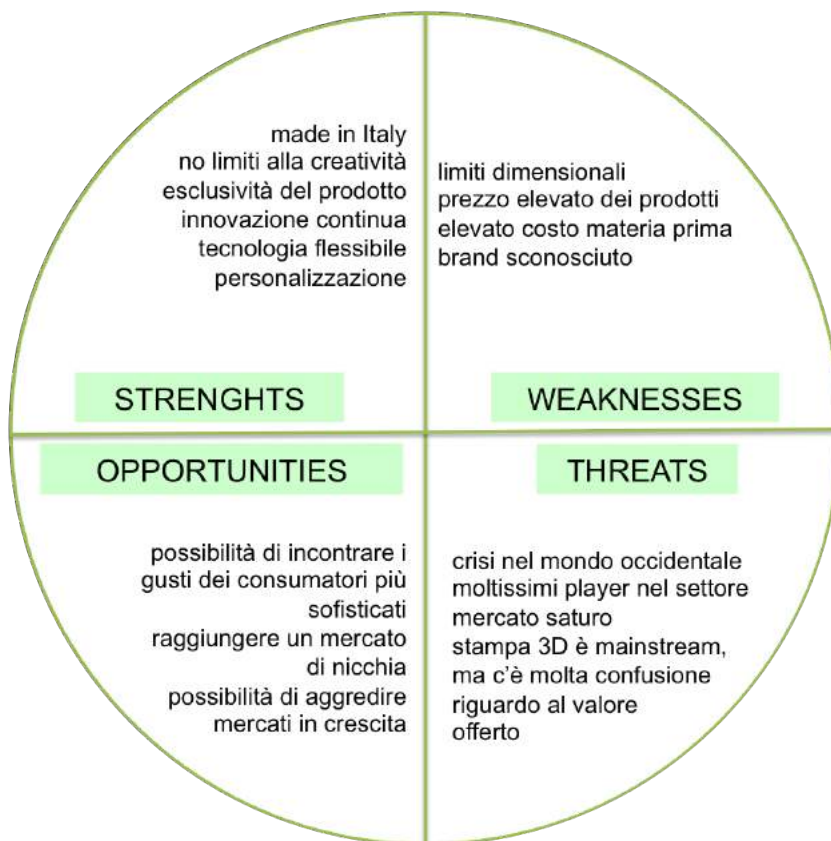 made in Italy
no limiti alla creatività
esclusività del prodotto
innovazione continua
tecnologia flessibile
personalizzazione
STRENGHTS
limiti dimensionali
prezzo elevato dei prodotti
elevato costo materia prima
brand sconosciuto
WEAKNESSES
OPPORTUNITIES
possibilità di incontrare i
gusti dei consumatori più
sofisticati
raggiungere un mercato
di nicchia
possibilità di aggredire
mercati in crescita
THREATS
crisi nel mondo occidentale
moltissimi player nel settore
mercato saturo
stampa 3D è mainstream,
ma c'è molta confusione
riguardo al valore
offerto